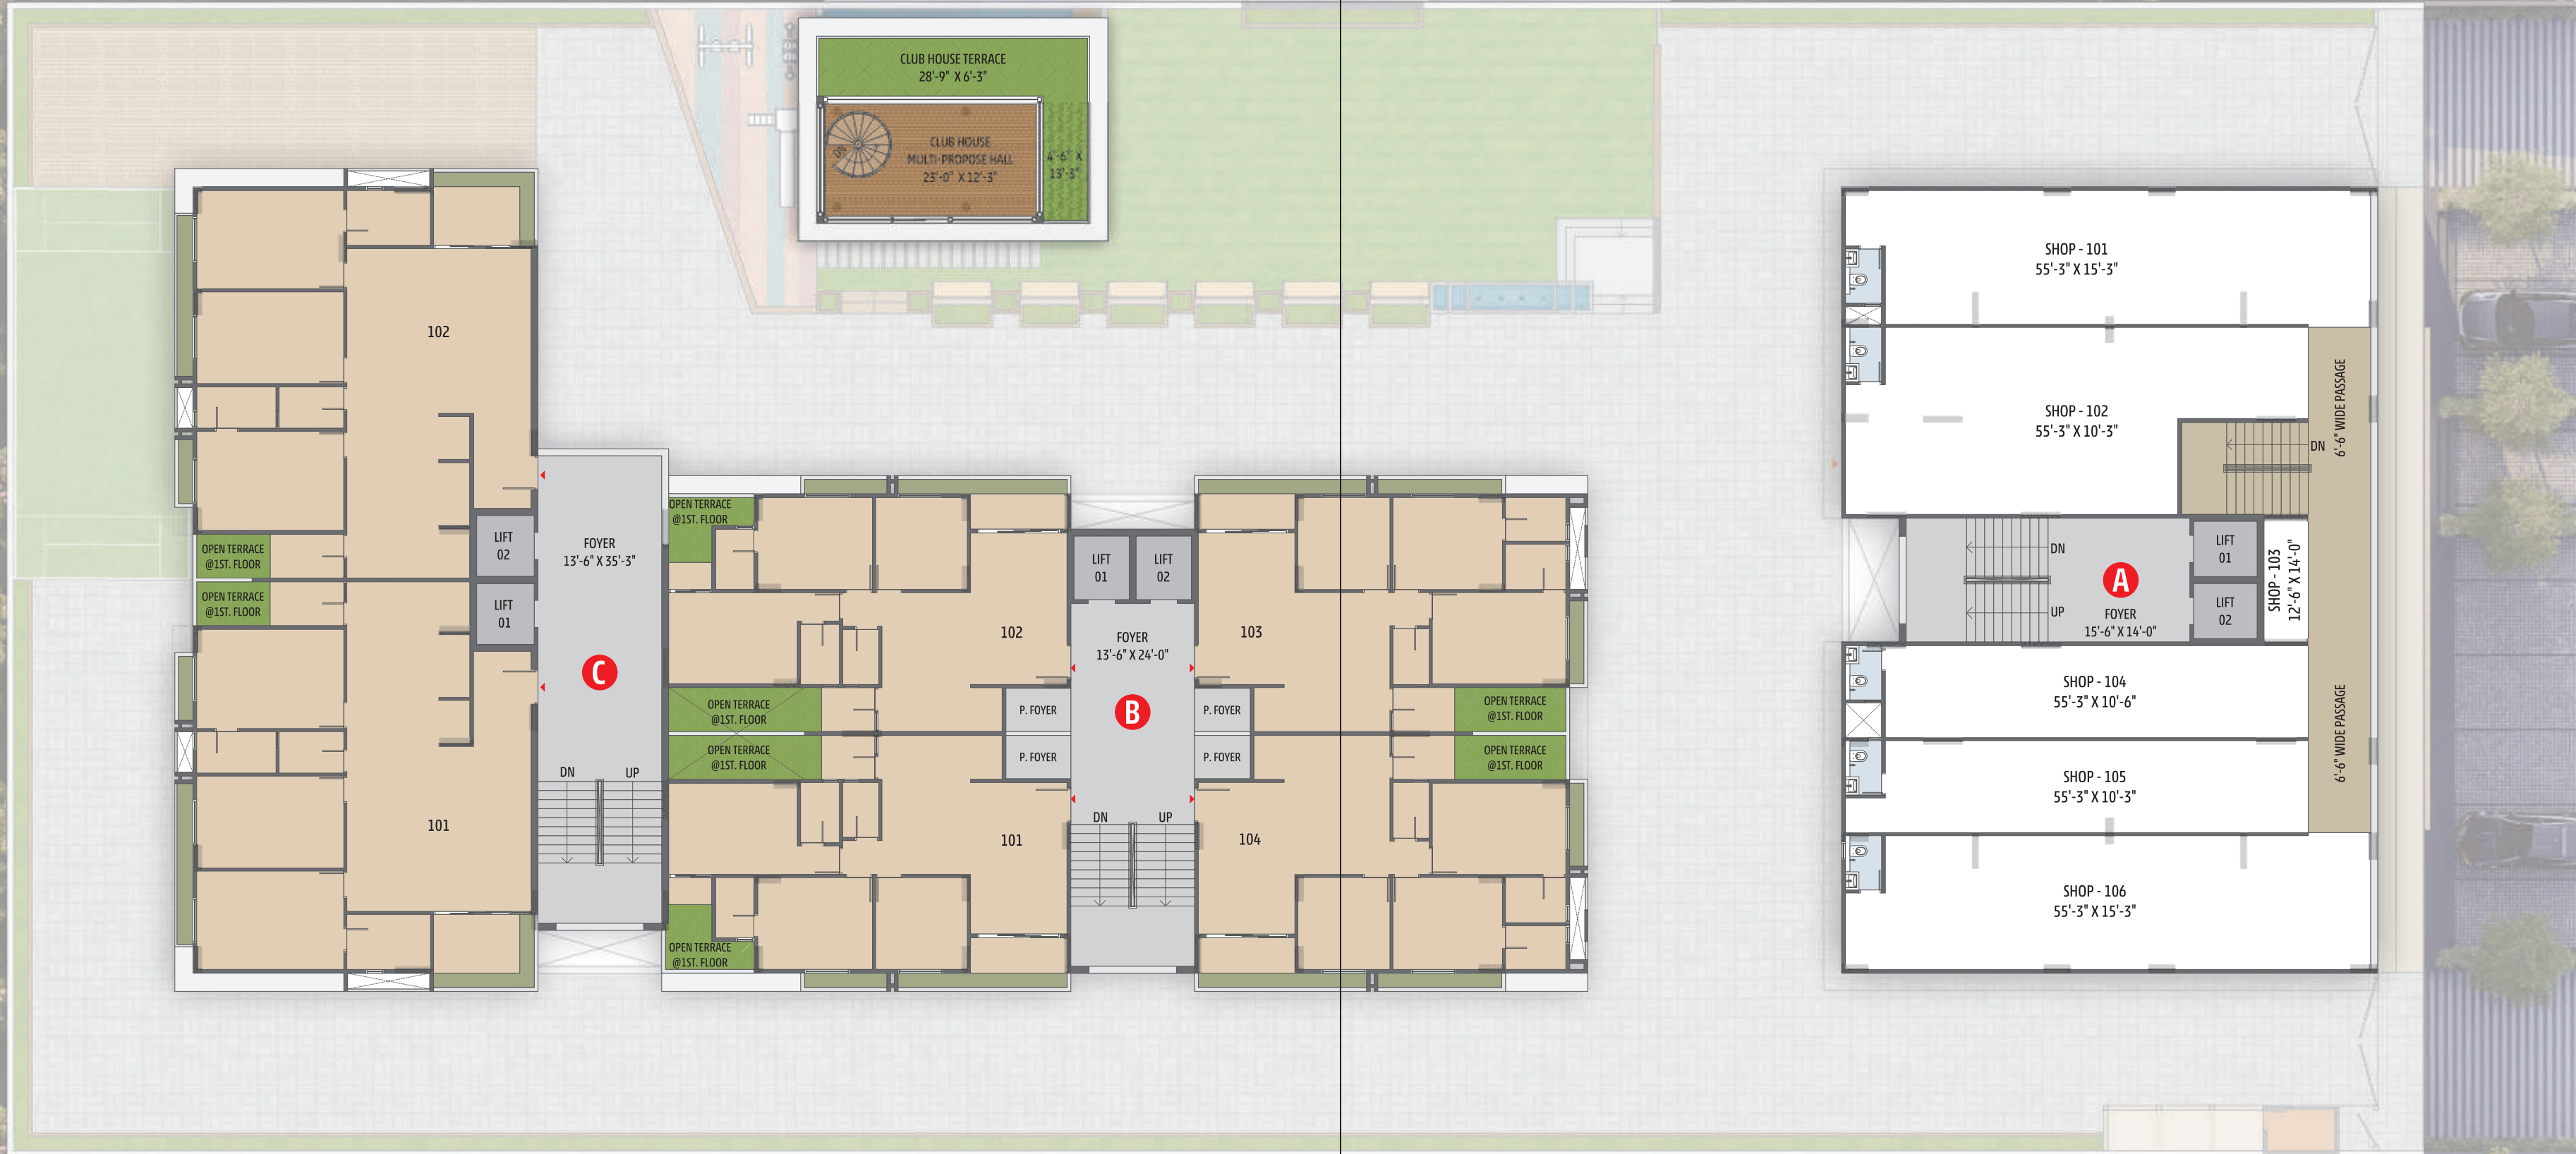 CLUB HOUSE TERRACE
28'-9" X 6'-3"
DN
CLUB HOUSE
MULTI-PROPOSE HALL
23'-0" X 12'-3"
4'-6" X
13'-3"
102
OPEN TERRACE
@1ST. FLOOR
OPEN TERRACE
@1ST. FLOOR
LIFT
02
LIFT
01
101
FOYER
13'-6" X 35'-3"
C
DN
UP
OPEN TERRACE
@1ST. FLOOR
102
OPEN TERRACE
@1ST. FLOOR
OPEN TERRACE
@1ST. FLOOR
P. FOYER
P. FOYER
101
OPEN TERRACE
@1ST. FLOOR
LIFT
01
LIFT
02
FOYER
13'-6" X 24'-0"
B
DN
UP
103
P. FOYER
P. FOYER
OPEN TERRACE
@1ST. FLOOR
OPEN TERRACE
@1ST. FLOOR
104
SHOP - 101
55'-3" X 15'-3"
SHOP - 102
55'-3" X 10'-3"
6'-6" WIDE PASSAGE
DN
DN
UP
A
FOYER
15'-6" X 14'-0"
LIFT
01
LIFT
02
SHOP - 103
12'-6" X 14'-0"
SHOP - 104
55'-3" X 10'-6"
6'-6" WIDE PASSAGE
SHOP - 105
55'-3" X 10'-3"
SHOP - 106
55'-3" X 15'-3"